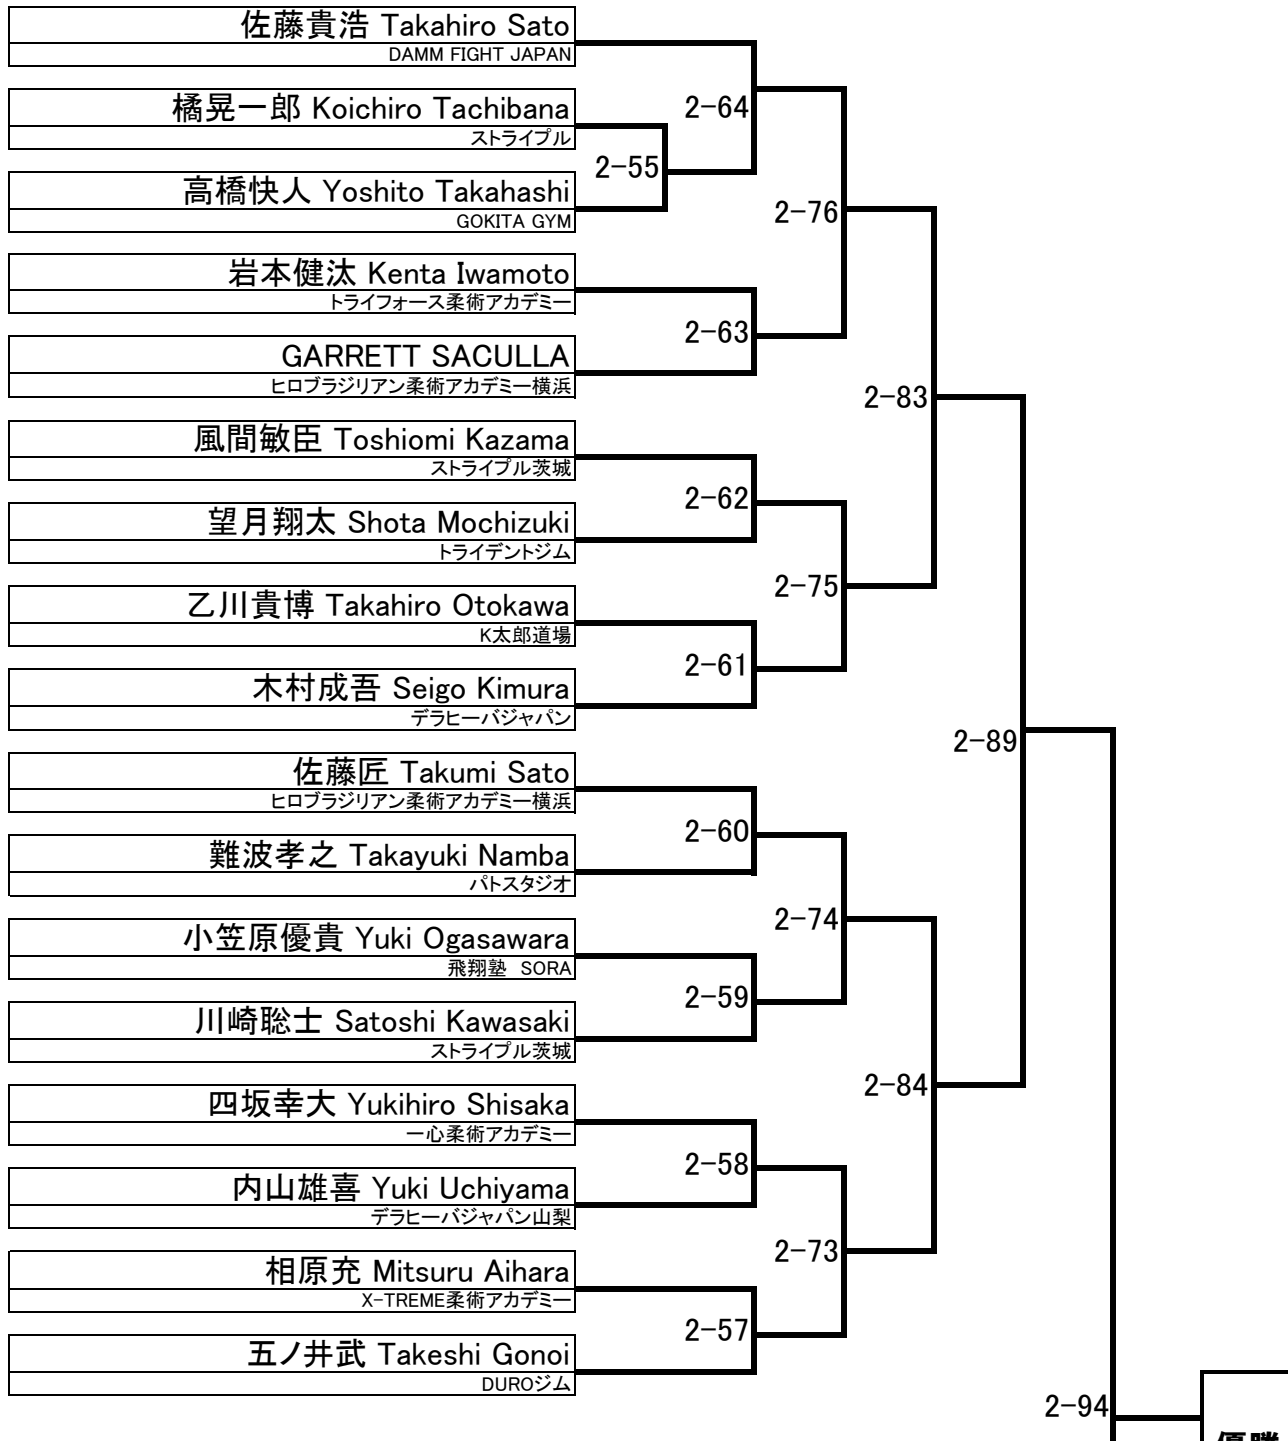 佐藤貴浩 Takahiro Sato
DAMM FIGHT JAPAN
橘晃一郎 Koichiro Tachibana
ストライプル
高橋快人 Yoshito Takahashi
GOKITA GYM
岩本健汰 Kenta Iwamoto
トライフォース柔術アカデミー
GARRETT SACULLA
ヒロブラジリアン柔術アカデミー横浜
風間敏臣 Toshiomi Kazama
ストライプル茨城
望月翔太 Shota Mochizuki
トライデントジム
乙川貴博 Takahiro Otokawa
K太郎道場
木村成吾 Seigo Kimura
デラヒーバジャパン
佐藤匠 Takumi Sato
ヒロブラジリアン柔術アカデミー横浜
難波孝之 Takayuki Namba
パトスタジオ
小笠原優貴 Yuki Ogasawara
飛翔塾　SORA
川崎聡士 Satoshi Kawasaki
ストライプル茨城
四坂幸大 Yukihiro Shisaka
一心柔術アカデミー
内山雄喜 Yuki Uchiyama
デラヒーバジャパン山梨
相原充 Mitsuru Aihara
X-TREME柔術アカデミー
五ノ井武 Takeshi Gonoi
DUROジム
2-55
2-64
2-63
2-62
2-61
2-60
2-59
2-58
2-57
2-76
2-75
2-74
2-73
2-83
2-84
2-89
2-94
優勝